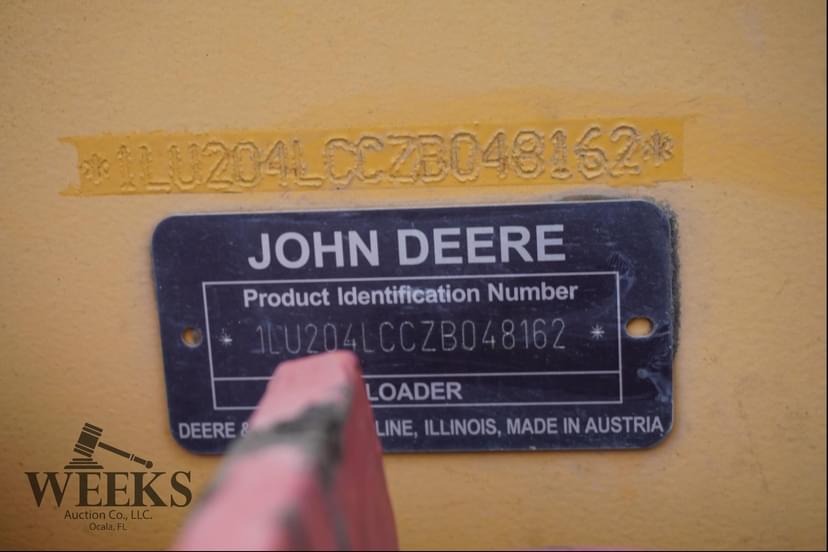 *1LU204LCCZB048162*
JOHN DEERE
Product Identification Number
* 1LU204LCCZB048162 *
LOADER
DEERE & LINE, ILLINOIS, MADE IN AUSTRIA
WEEKS
Auction Co., LLC.
Ocala, FL